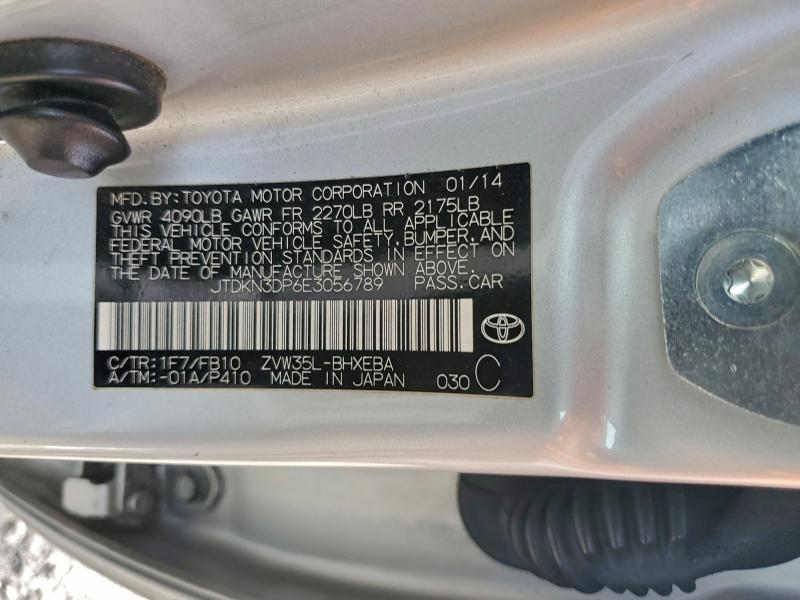 MFD.BY:TOYOTA MOTOR CORPORATION 01/14
GVWR 4090LB GAWR FR 2270LB RR 2175LB
THIS VEHICLE CONFORMS TO ALL APPLICABLE
FEDERAL MOTOR VEHICLE SAFETY,BUMPER,AND
THEFT PREVENTION STANDARDS IN EFFECT ON
THE DATE OF MANUFACTURE SHOWN ABOVE.
JTDKN3DP6E3056789 PASS.CAR
C/TR:1F7/FB10 ZVW35L-BHXEBA
A/TM:-01A/P410 MADE IN JAPAN 030 C